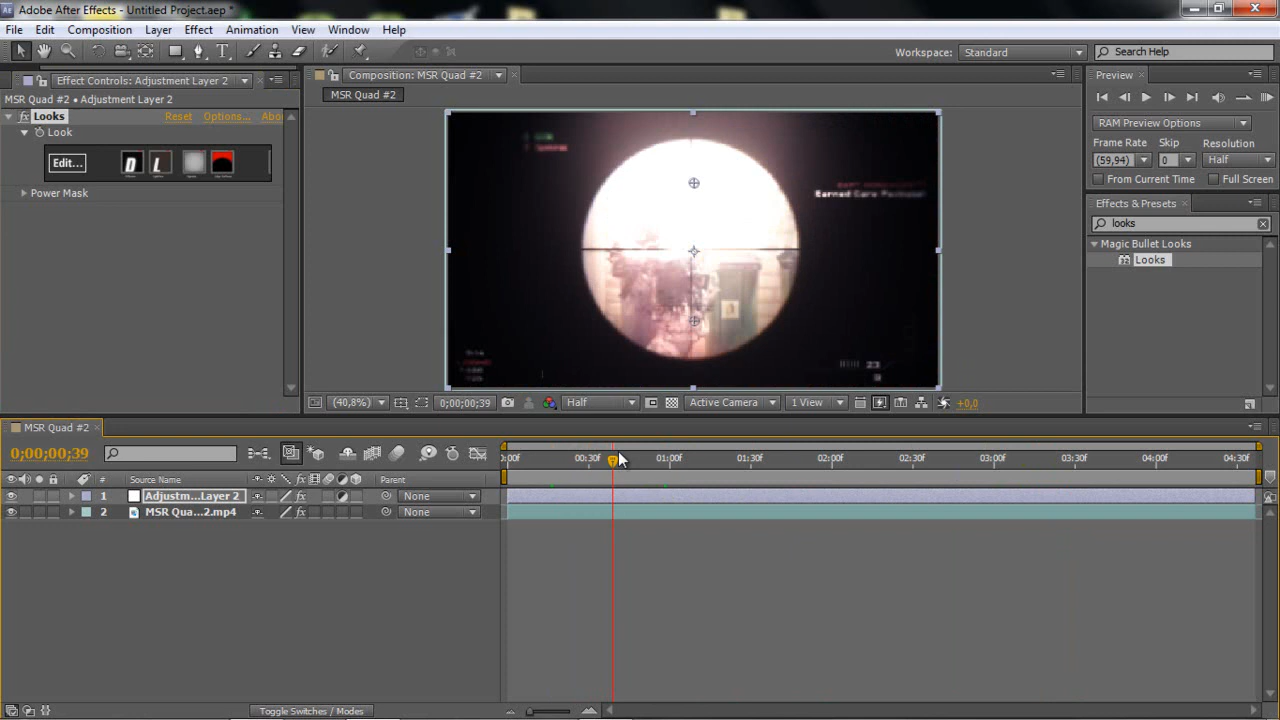 Adobe After Effects - Untitled Project.aep *
File Edit Composition Layer Effect Animation View Window Help
Workspace: Standard Search Help
Effect Controls: Adjustment Layer 2
MSR Quad #2 • Adjustment Layer 2
fx Looks Reset Options... Abo
Look
Edit... D L
Power Mask
Composition: MSR Quad #2
MSR Quad #2
(40,8%) 0;00;00;39 Half Active Camera 1 View +0,0
Preview
RAM Preview Options
Frame Rate Skip Resolution
(59,94) 0 Half
From Current Time Full Screen
Effects & Presets
looks
Magic Bullet Looks
Looks
MSR Quad #2
0;00;00;39
:00f 00:30f 01:00f 01:30f 02:00f 02:30f 03:00f 03:30f 04:00f 04:30f
# Source Name Parent
1 Adjustm...Layer 2 fx None
2 MSR Qua...2.mp4 fx None
Toggle Switches / Modes